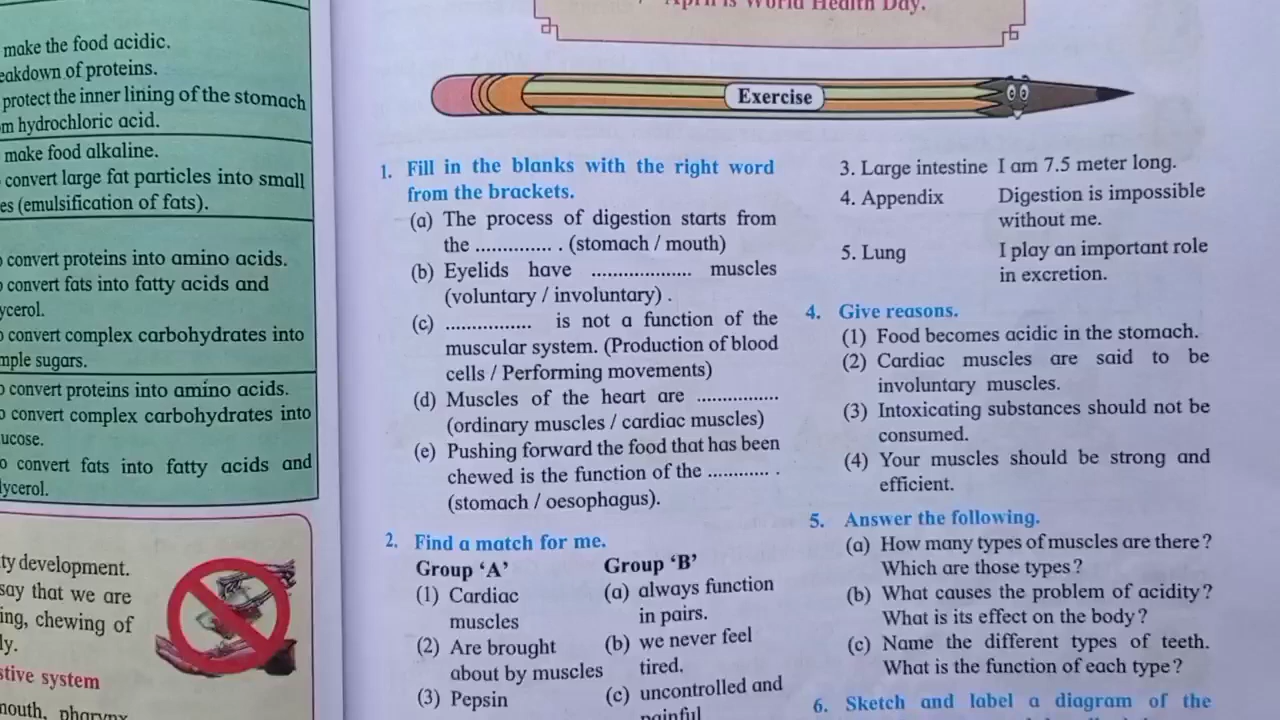 make the food acidic.
eakdown of proteins.
protect the inner lining of the stomach
m hydrochloric acid.
make food alkaline.
convert large fat particles into small
es (emulsification of fats).
convert proteins into amino acids.
convert fats into fatty acids and
ycerol.
convert complex carbohydrates into
mple sugars.
convert proteins into amino acids.
convert complex carbohydrates into
ucose.
o convert fats into fatty acids and
lycerol.
ty development.
say that we are
ing, chewing of
ly.
stive system
mouth, pharynx
April is World Health Day.
Exercise
1. Fill in the blanks with the right word
from the brackets.
(a) The process of digestion starts from
the .............. . (stomach / mouth)
(b) Eyelids have ................... muscles
(voluntary / involuntary) .
(c) ................ is not a function of the
muscular system. (Production of blood
cells / Performing movements)
(d) Muscles of the heart are ...............
(ordinary muscles / cardiac muscles)
(e) Pushing forward the food that has been
chewed is the function of the ............ .
(stomach / oesophagus).
2. Find a match for me.
Group ‘A’ Group ‘B’
(1) Cardiac (a) always function
muscles in pairs.
(2) Are brought (b) we never feel
about by muscles tired.
(3) Pepsin (c) uncontrolled and
painful
3. Large intestine I am 7.5 meter long.
4. Appendix Digestion is impossible
without me.
5. Lung I play an important role
in excretion.
4. Give reasons.
(1) Food becomes acidic in the stomach.
(2) Cardiac muscles are said to be
involuntary muscles.
(3) Intoxicating substances should not be
consumed.
(4) Your muscles should be strong and
efficient.
5. Answer the following.
(a) How many types of muscles are there?
Which are those types?
(b) What causes the problem of acidity?
What is its effect on the body?
(c) Name the different types of teeth.
What is the function of each type?
6. Sketch and label a diagram of the